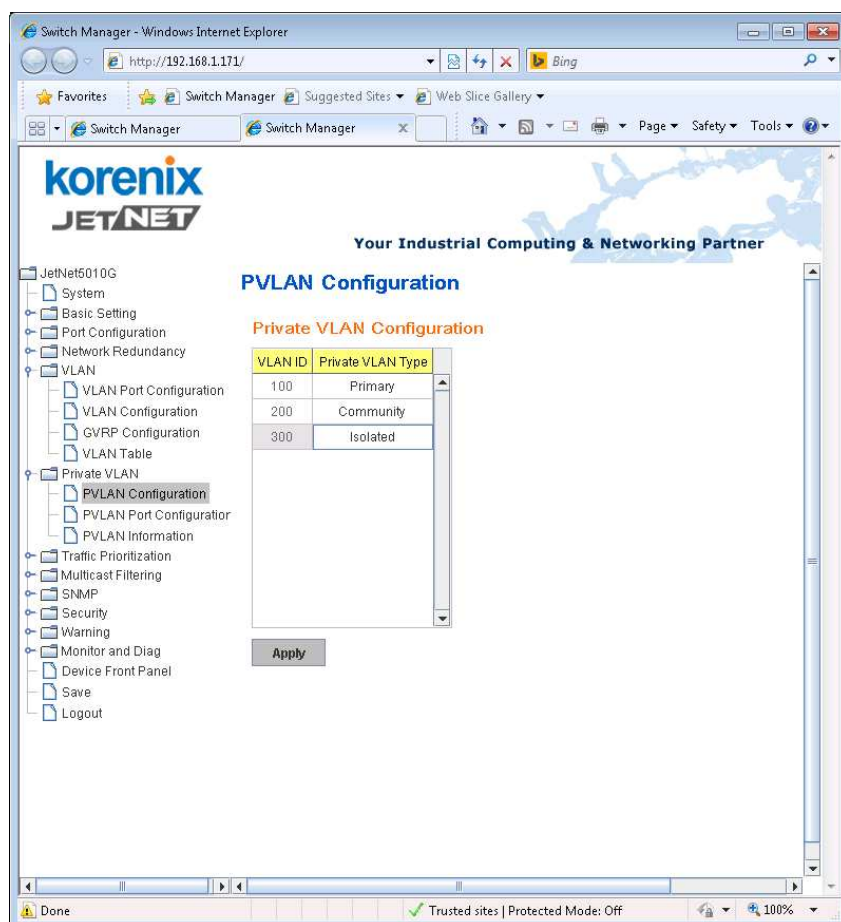 Switch Manager - Windows Internet Explorer
http://192.168.1.171/
Bing
Favorites
Switch Manager
Suggested Sites
Web Slice Gallery
Switch Manager
Switch Manager
Page
Safety
Tools
korenix
JETNET
Your Industrial Computing & Networking Partner
JetNet5010G
System
Basic Setting
Port Configuration
Network Redundancy
VLAN
VLAN Port Configuration
VLAN Configuration
GVRP Configuration
VLAN Table
Private VLAN
PVLAN Configuration
PVLAN Port Configuration
PVLAN Information
Traffic Prioritization
Multicast Filtering
SNMP
Security
Warning
Monitor and Diag
Device Front Panel
Save
Logout
PVLAN Configuration
Private VLAN Configuration
VLAN ID Private VLAN Type
100 Primary
200 Community
300 Isolated
Apply
Done
Trusted sites | Protected Mode: Off
100%